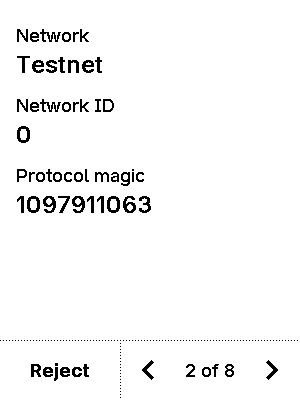 Network
Testnet
Network ID
0
Protocol magic
1097911063
Reject
2 of 8